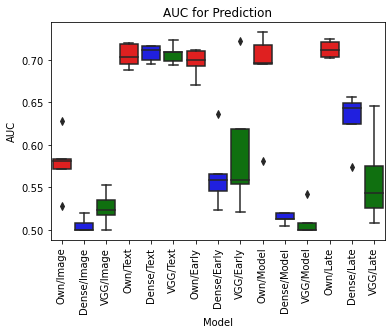 AUC for Prediction
AUC
0.70
0.65
0.60
0.55
0.50
Own/Image
Dense/Image
VGG/Image
Own/Text
Dense/Text
VGG/Text
Own/Early
Dense/Early
VGG/Early
Own/Model
Dense/Model
VGG/Model
Own/Late
Dense/Late
VGG/Late
Model